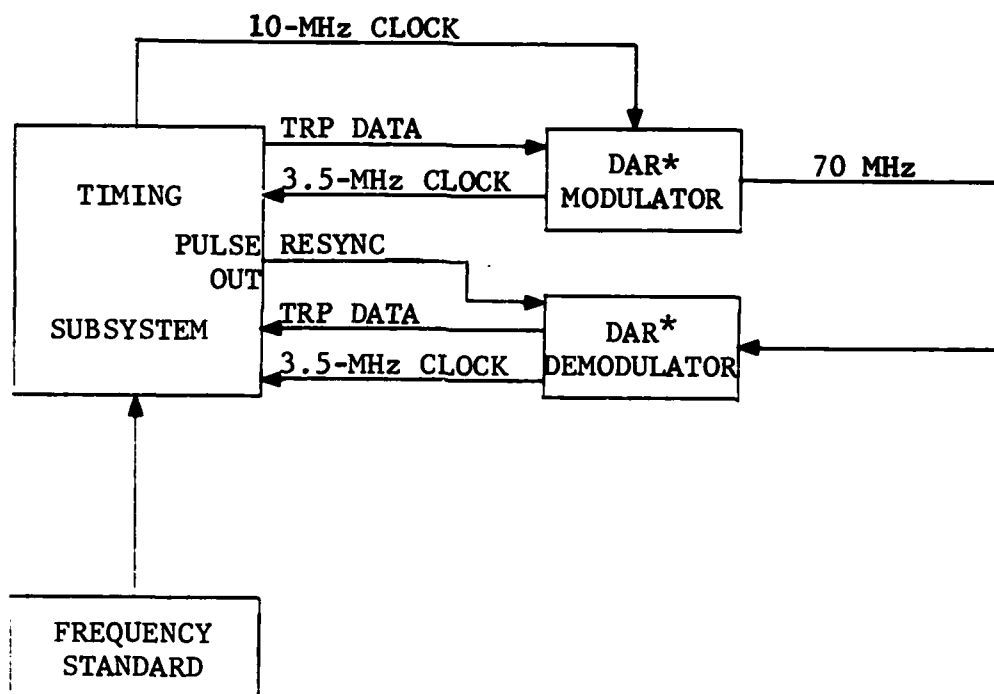 10-MHz CLOCK
TRP DATA
3.5-MHz CLOCK
DAR*
MODULATOR
70 MHz
TIMING
SUBSYSTEM
PULSE
OUT
RESYNC
TRP DATA
3.5-MHz CLOCK
DAR*
DEMODULATOR
FREQUENCY
STANDARD